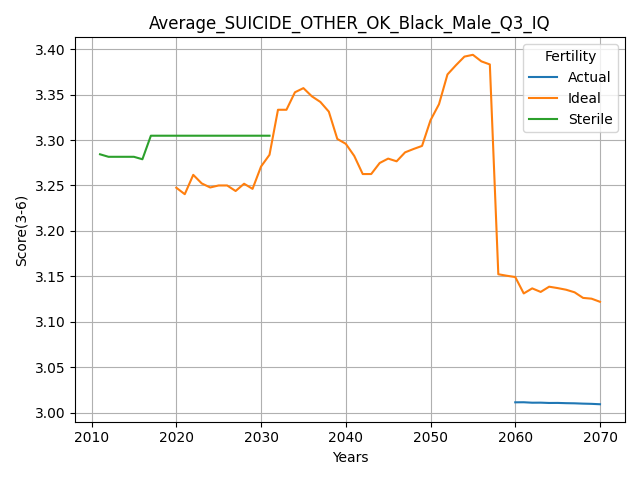 Average_SUICIDE_OTHER_OK_Black_Male_Q3_IQ
Fertility
Actual
Ideal
Sterile
Score(3-6)
3.40
3.35
3.30
3.25
3.20
3.15
3.10
3.05
3.00
2010 2020 2030 2040 2050 2060 2070
Years